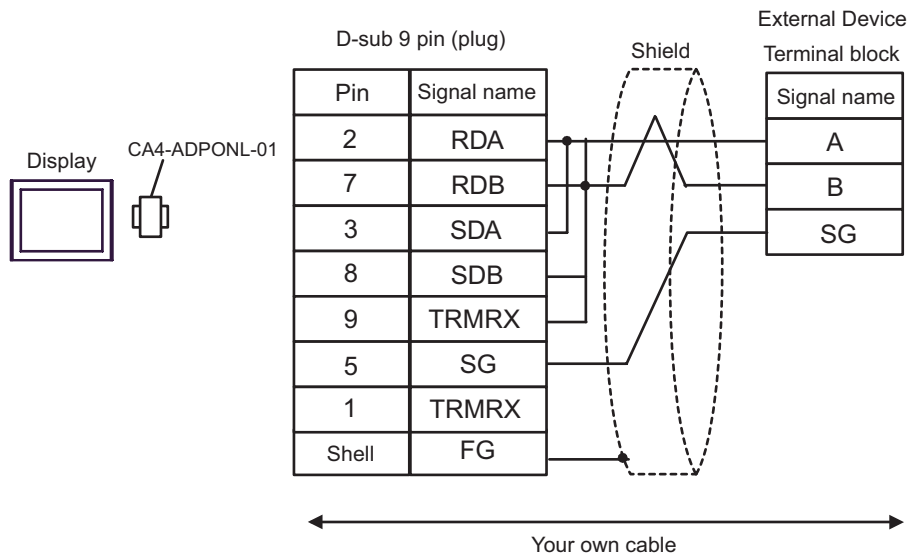 External Device
D-sub 9 pin (plug)
Shield
Terminal block
Pin Signal name
Signal name
2 RDA
A
CA4-ADPONL-01
Display
7 RDB
B
3 SDA
SG
8 SDB
9 TRMRX
5 SG
1 TRMRX
Shell FG
Your own cable